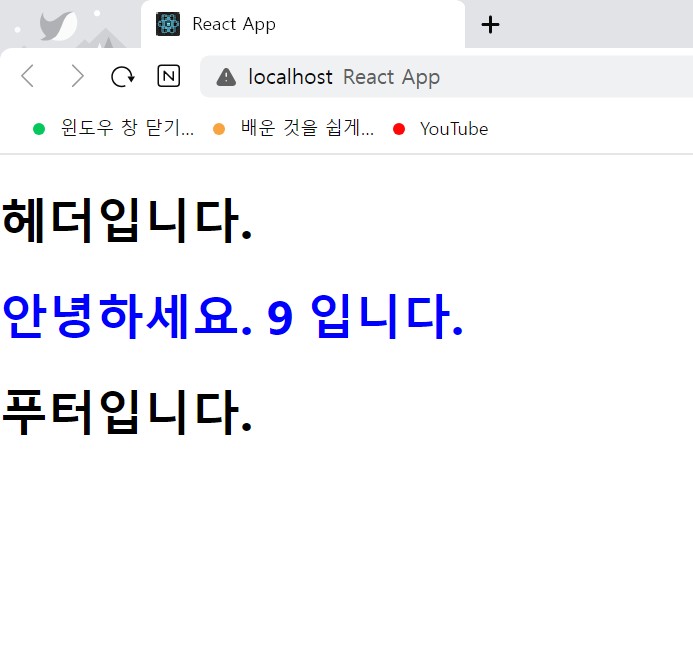 React App
N
localhost React App
윈도우 창 닫기... 배운 것을 쉽게... YouTube
헤더입니다.
안녕하세요. 9 입니다.
푸터입니다.